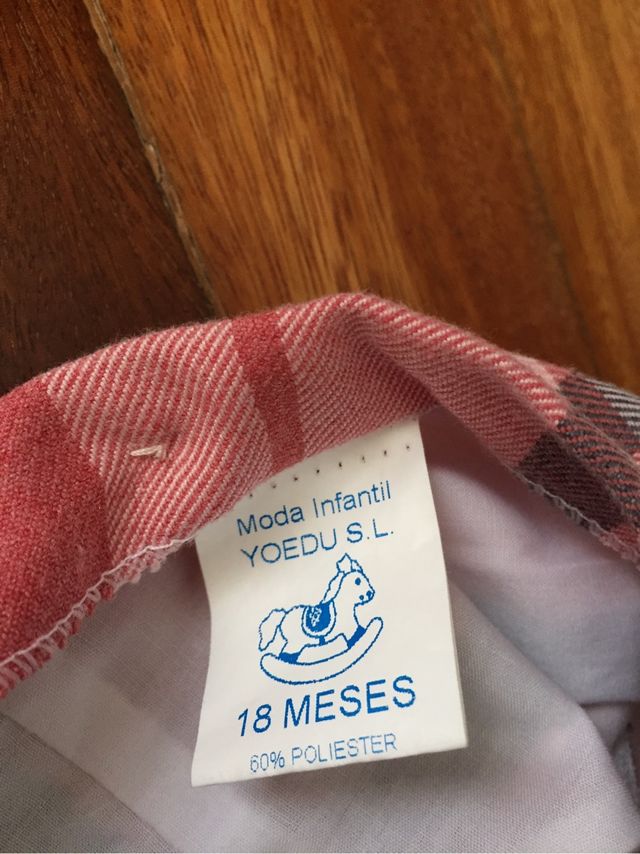 Moda Infantil
YOEDU S.L.
18 MESES
60% POLIESTER